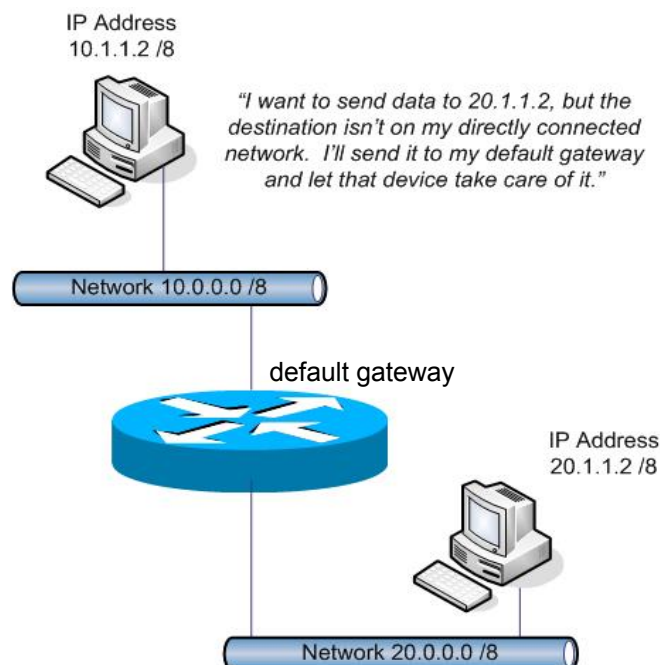 IP Address
10.1.1.2 /8
"I want to send data to 20.1.1.2, but the
destination isn't on my directly connected
network.  I'll send it to my default gateway
and let that device take care of it."
Network 10.0.0.0 /8
default gateway
IP Address
20.1.1.2 /8
Network 20.0.0.0 /8